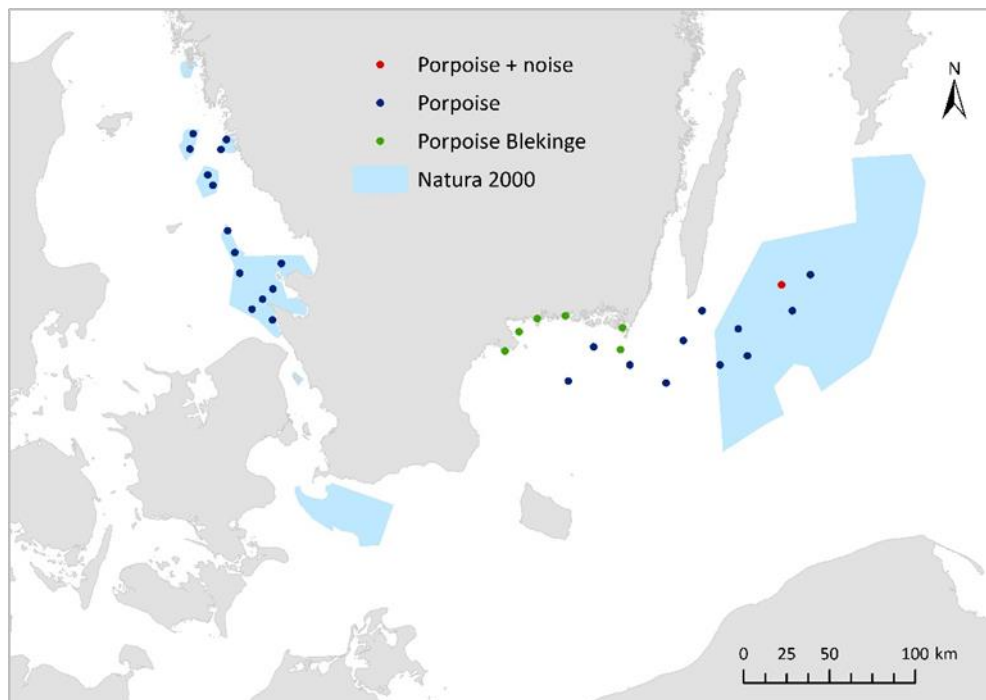 Porpoise + noise
Porpoise
Porpoise Blekinge
Natura 2000
N
0 25 50 100 km